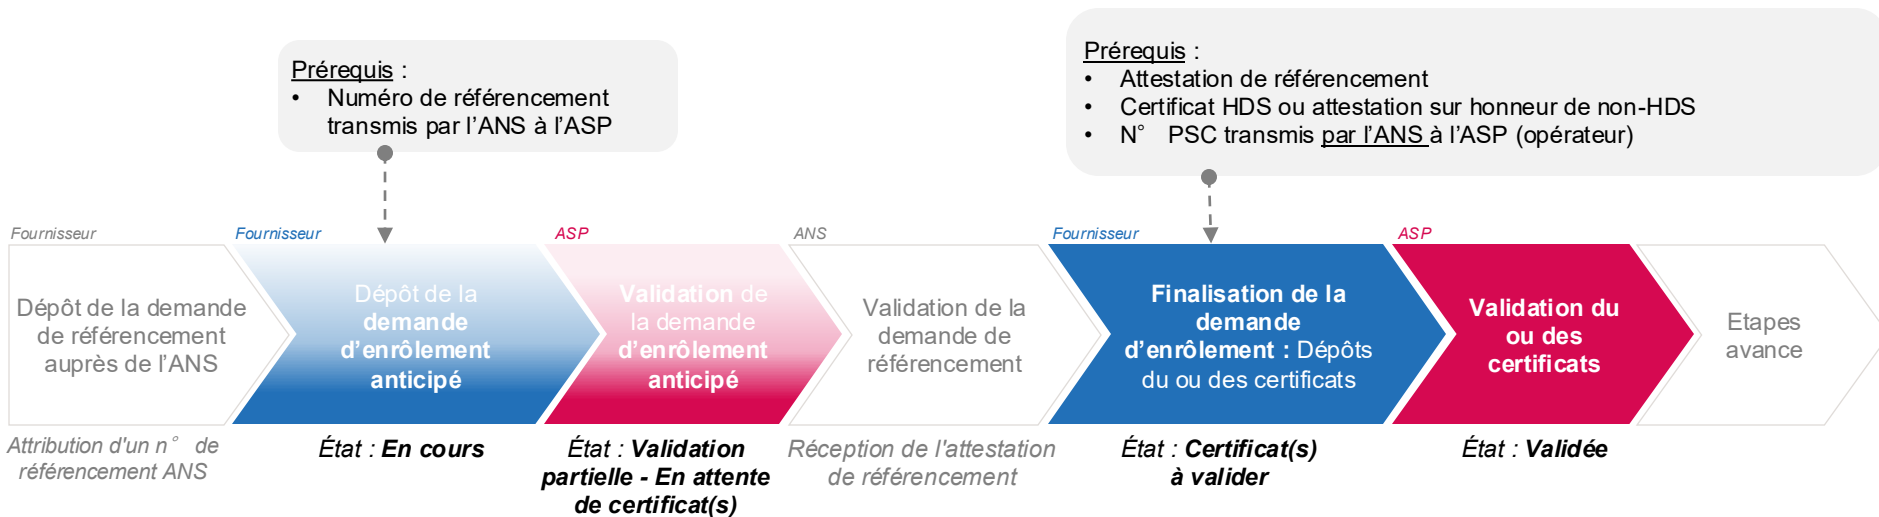 Prérequis :
• Numéro de référencement
transmis par l'ANS à l'ASP
Prérequis :
• Attestation de référencement
• Certificat HDS ou attestation sur honneur de non-HDS
• N° PSC transmis par l'ANS à l'ASP (opérateur)
Fournisseur
Dépôt de la demande
de référencement
auprès de l'ANS
Attribution d'un n° de
référencement ANS
Fournisseur
Dépôt de la
demande
d'enrôlement
anticipé
État : En cours
ASP
Validation de
la demande
d'enrôlement
anticipé
État : Validation
partielle - En attente
de certificat(s)
ANS
Validation de la
demande de
référencement
Réception de l'attestation
de référencement
Fournisseur
Finalisation de la
demande
d'enrôlement : Dépôts
du ou des certificats
État : Certificat(s)
à valider
ASP
Validation du
ou des
certificats
État : Validée
Etapes
avance